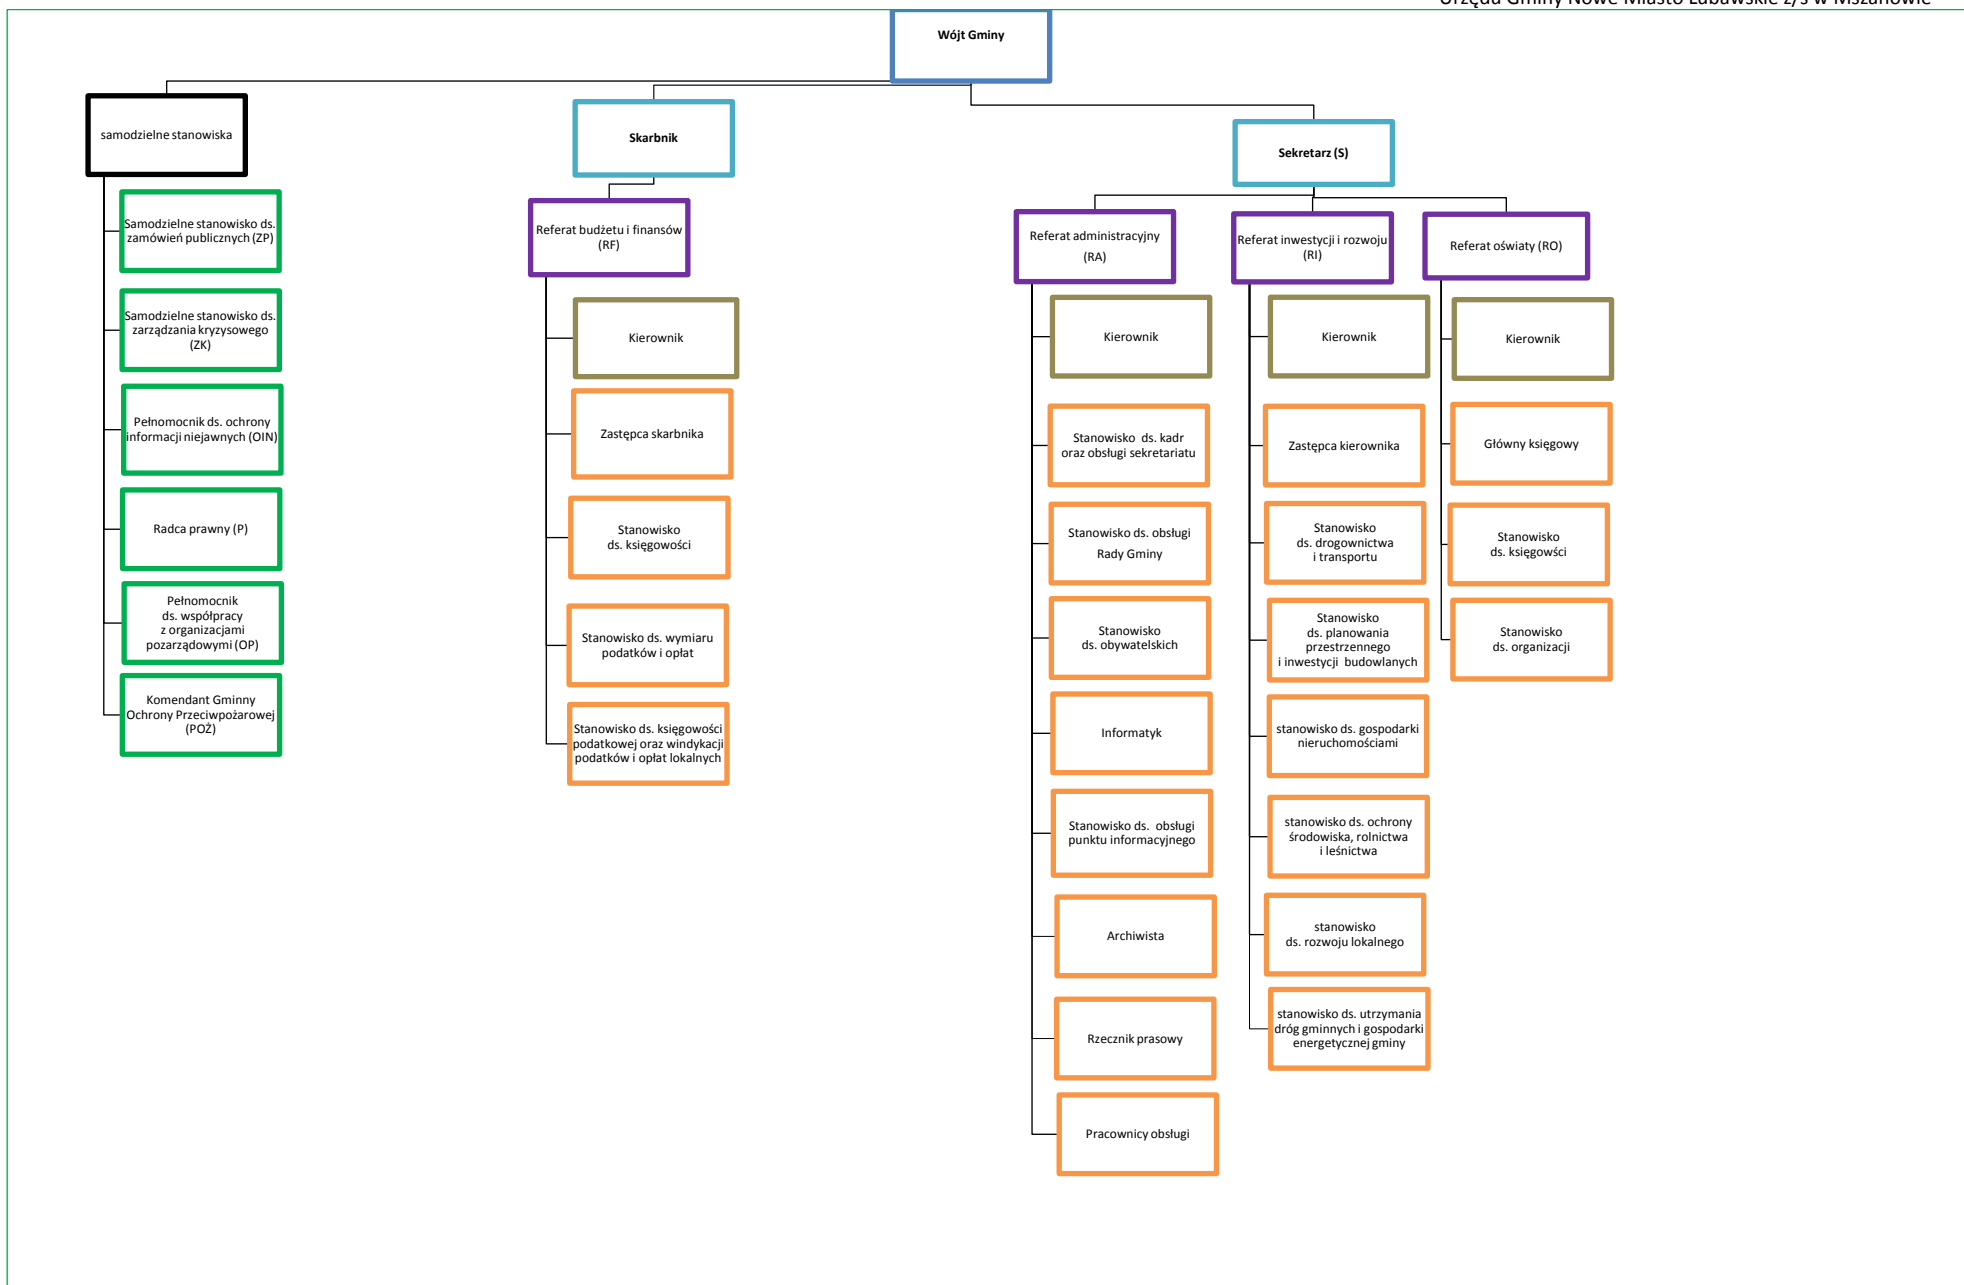 Urzędu Gminy Nowe Miasto Lubawskie z/s w Mszanowie
Wójt Gminy
samodzielne stanowiska
Samodzielne stanowisko ds.
zamówień publicznych (ZP)
Samodzielne stanowisko ds.
zarządzania kryzysowego
(ZK)
Pełnomocnik ds. ochrony
informacji niejawnych (OIN)
Radca prawny (P)
Pełnomocnik
ds. współpracy
z organizacjami
pozarządowymi (OP)
Komendant Gminny
Ochrony Przeciwpożarowej
(POŻ)
Skarbnik
Referat budżetu i finansów
(RF)
Kierownik
Zastępca skarbnika
Stanowisko
ds. księgowości
Stanowisko ds. wymiaru
podatków i opłat
Stanowisko ds. księgowości
podatkowej oraz windykacji
podatków i opłat lokalnych
Sekretarz (S)
Referat administracyjny
(RA)
Kierownik
Stanowisko ds. kadr
oraz obsługi sekretariatu
Stanowisko ds. obsługi
Rady Gminy
Stanowisko
ds. obywatelskich
Informatyk
Stanowisko ds. obsługi
punktu informacyjnego
Archiwista
Rzecznik prasowy
Pracownicy obsługi
Referat inwestycji i rozwoju
(RI)
Kierownik
Zastępca kierownika
Stanowisko
ds. drogownictwa
i transportu
Stanowisko
ds. planowania
przestrzennego
i inwestycji budowlanych
stanowisko ds. gospodarki
nieruchomościami
stanowisko ds. ochrony
środowiska, rolnictwa
i leśnictwa
stanowisko
ds. rozwoju lokalnego
stanowisko ds. utrzymania
dróg gminnych i gospodarki
energetycznej gminy
Referat oświaty (RO)
Kierownik
Główny księgowy
Stanowisko
ds. księgowści
Stanowisko
ds. organizacji